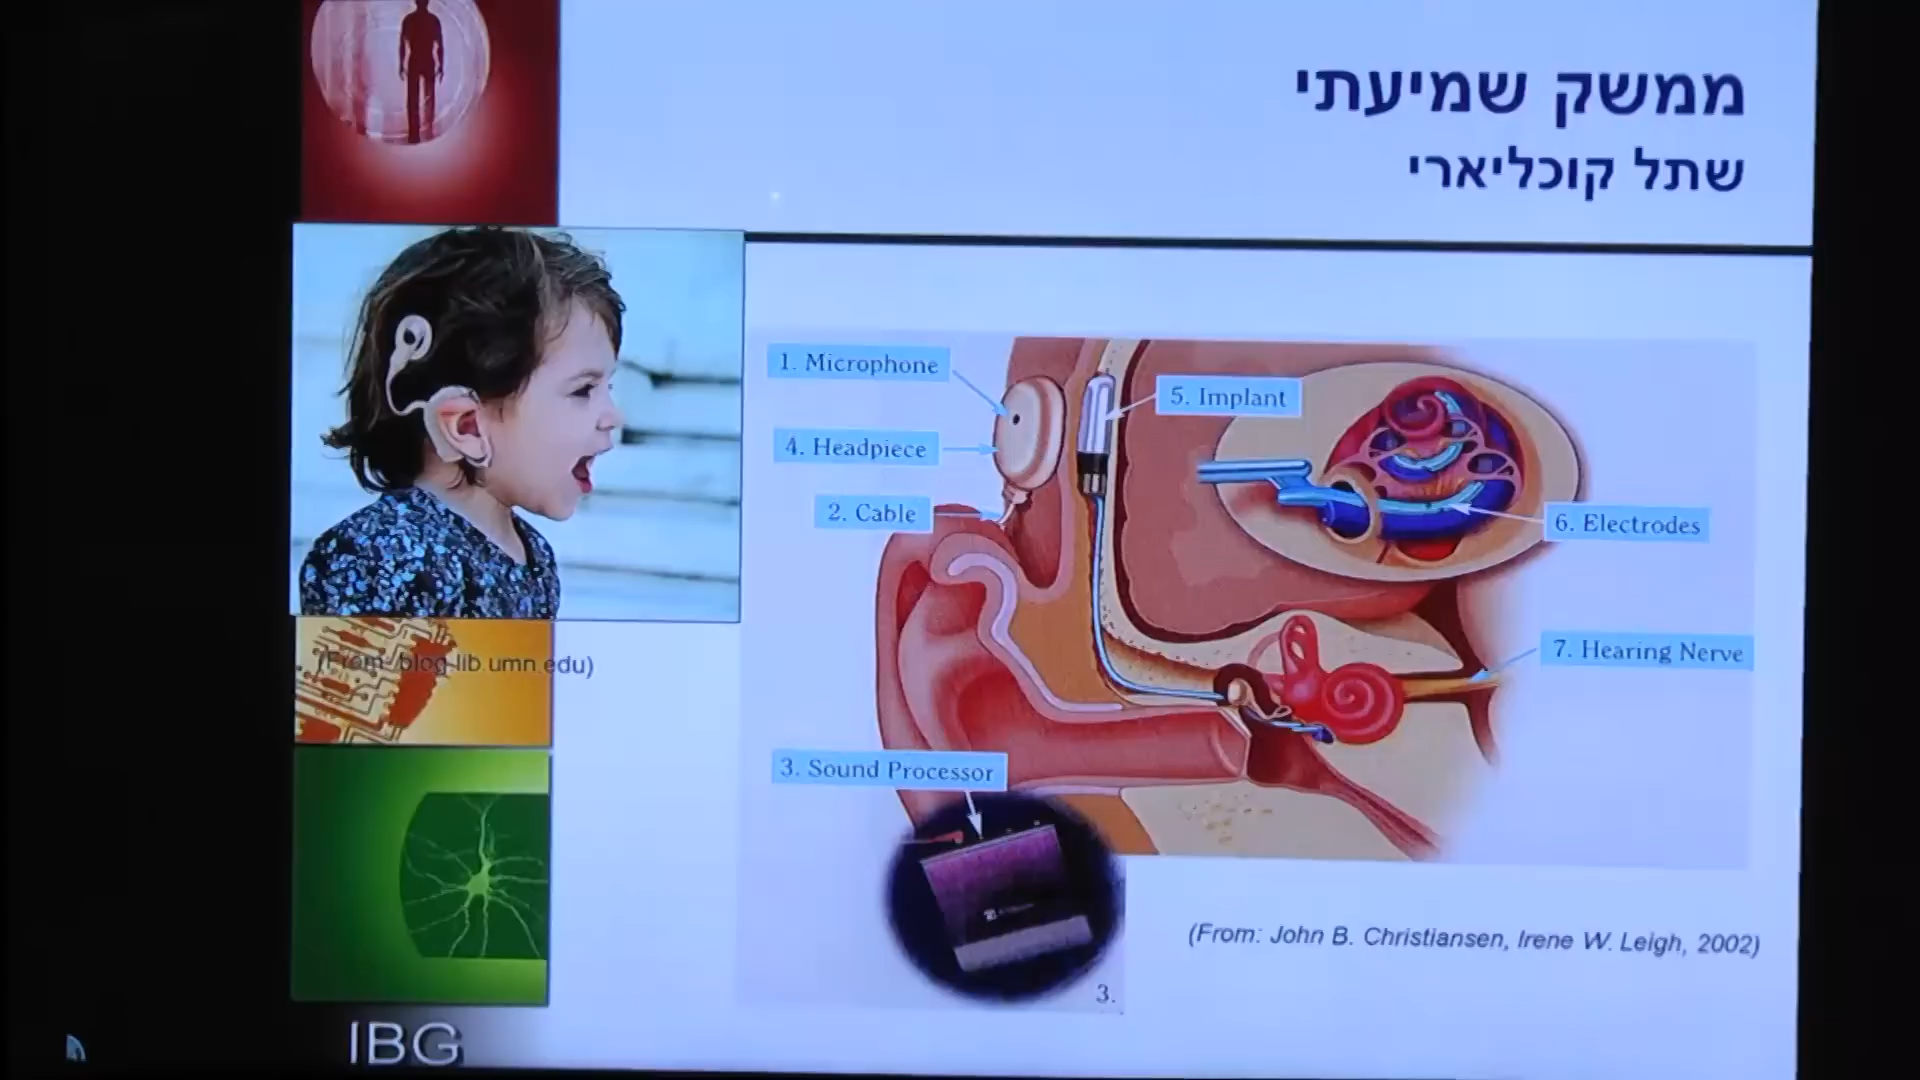 ממשק שמיעתי
שתל קוכליארי
1. Microphone
5. Implant
4. Headpiece
2. Cable
6. Electrodes
7. Hearing Nerve
(From: blog.lib.umn.edu)
3. Sound Processor
(From: John B. Christiansen, Irene W. Leigh, 2002)
3.
IBG